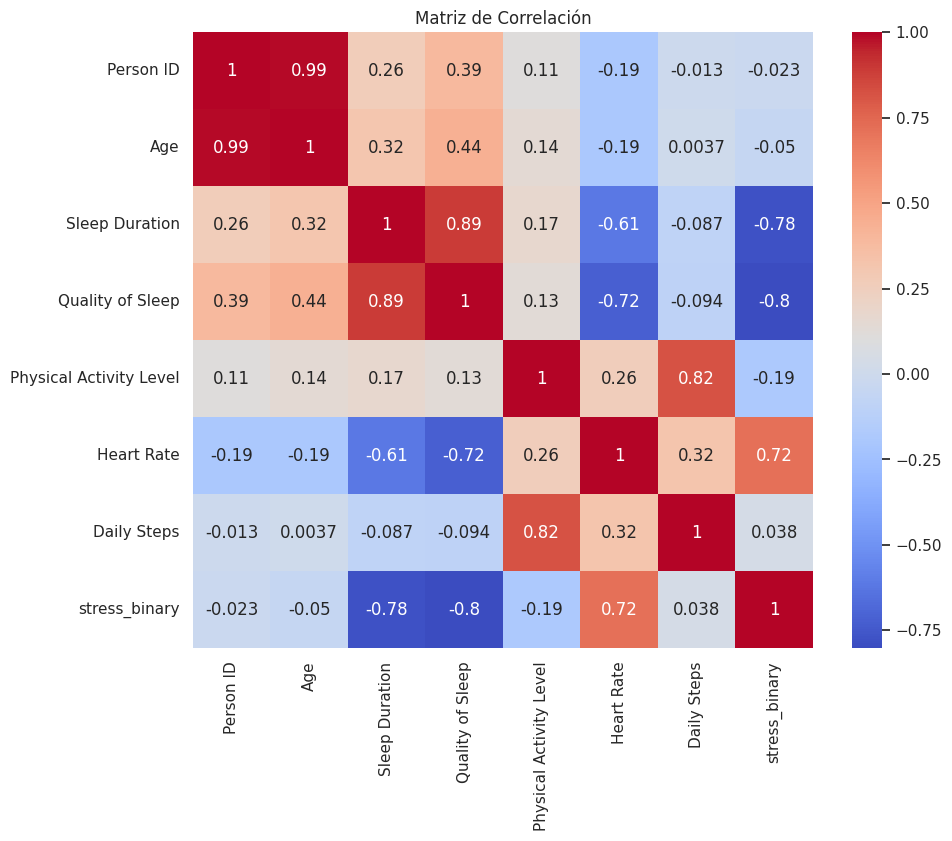 Matriz de Correlación
Person ID 1 0.99 0.26 0.39 0.11 -0.19 -0.013 -0.023
Age 0.99 1 0.32 0.44 0.14 -0.19 0.0037 -0.05
Sleep Duration 0.26 0.32 1 0.89 0.17 -0.61 -0.087 -0.78
Quality of Sleep 0.39 0.44 0.89 1 0.13 -0.72 -0.094 -0.8
Physical Activity Level 0.11 0.14 0.17 0.13 1 0.26 0.82 -0.19
Heart Rate -0.19 -0.19 -0.61 -0.72 0.26 1 0.32 0.72
Daily Steps -0.013 0.0037 -0.087 -0.094 0.82 0.32 1 0.038
stress_binary -0.023 -0.05 -0.78 -0.8 -0.19 0.72 0.038 1
Person ID
Age
Sleep Duration
Quality of Sleep
Physical Activity Level
Heart Rate
Daily Steps
stress_binary
1.00
0.75
0.50
0.25
0.00
−0.25
−0.50
−0.75